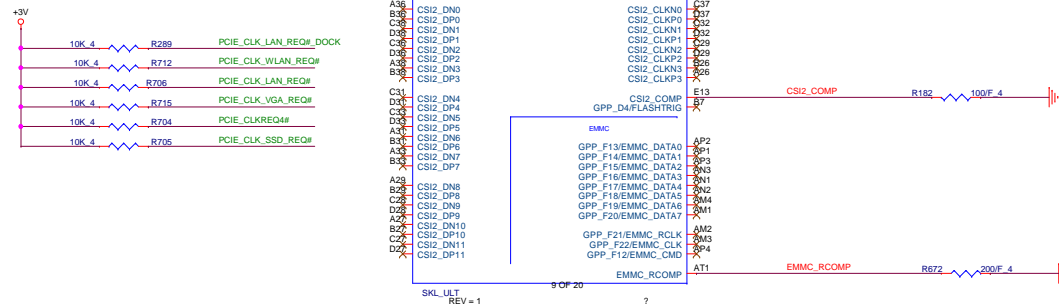 +3V
10K_4 R289 PCIE_CLK_LAN_REQ#_DOCK
10K_4 R712 PCIE_CLK_WLAN_REQ#
10K_4 R706 PCIE_CLK_LAN_REQ#
10K_4 R715 PCIE_CLK_VGA_REQ#
10K_4 R704 PCIE_CLKREQ4#
10K_4 R705 PCIE_CLK_SSD_REQ#
A36 CSI2_DN0
B36 CSI2_DP0
C38 CSI2_DN1
D38 CSI2_DP1
C36 CSI2_DN2
D36 CSI2_DP2
A38 CSI2_DN3
B38 CSI2_DP3
C31 CSI2_DN4
D31 CSI2_DP4
C33 CSI2_DN5
D33 CSI2_DP5
A31 CSI2_DN6
B31 CSI2_DP6
A33 CSI2_DN7
B33 CSI2_DP7
A29 CSI2_DN8
B29 CSI2_DP8
C28 CSI2_DN9
D28 CSI2_DP9
A27 CSI2_DN10
B27 CSI2_DP10
C27 CSI2_DN11
D27 CSI2_DP11
CSI2_CLKN0 C37
CSI2_CLKP0 D37
CSI2_CLKN1 C32
CSI2_CLKP1 D32
CSI2_CLKN2 C29
CSI2_CLKP2 D29
CSI2_CLKN3 B26
CSI2_CLKP3 A26
CSI2_COMP E13 CSI2_COMP R182 100/F_4
GPP_D4/FLASHTRIG B7
EMMC
GPP_F13/EMMC_DATA0 AP2
GPP_F14/EMMC_DATA1 AP1
GPP_F15/EMMC_DATA2 AP3
GPP_F16/EMMC_DATA3 AN3
GPP_F17/EMMC_DATA4 AN1
GPP_F18/EMMC_DATA5 AN2
GPP_F19/EMMC_DATA6 AM4
GPP_F20/EMMC_DATA7 AM1
GPP_F21/EMMC_RCLK AM2
GPP_F22/EMMC_CLK AM3
GPP_F12/EMMC_CMD AP4
EMMC_RCOMP AT1 EMMC_RCOMP R672 200/F_4
9 OF 20
SKL_ULT
REV = 1 ?